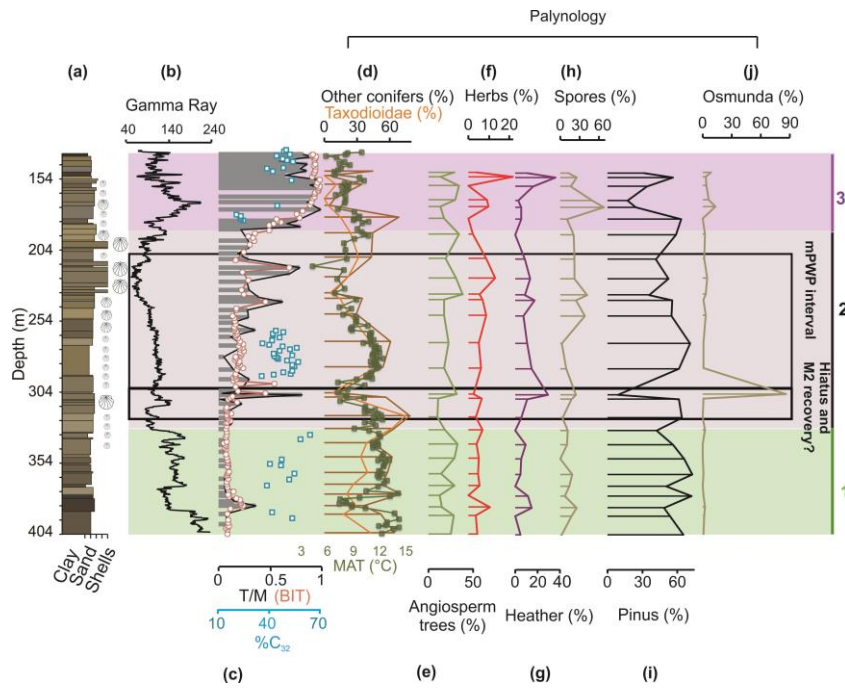 Palynology
(a) (b) (d) (f) (h) (j)
Gamma Ray
Other conifers (%) Herbs (%) Spores (%) Osmunda (%)
Taxodioidae (%)
40 140 240 0 30 60 0 10 20 0 30 60 0 30 60 90
Depth (m)
154
204
254
304
354
404
3
2
1
mPWP interval
Hiatus and
M2 recovery?
Clay
Sand
Shells
3 6 9 12 15
MAT (°C)
0 0.5 1
T/M (BIT)
10 40 70
%C32
0 50 0 20 40 0 30 60
Angiosperm
trees (%)
Heather (%) Pinus (%)
(c) (e) (g) (i)